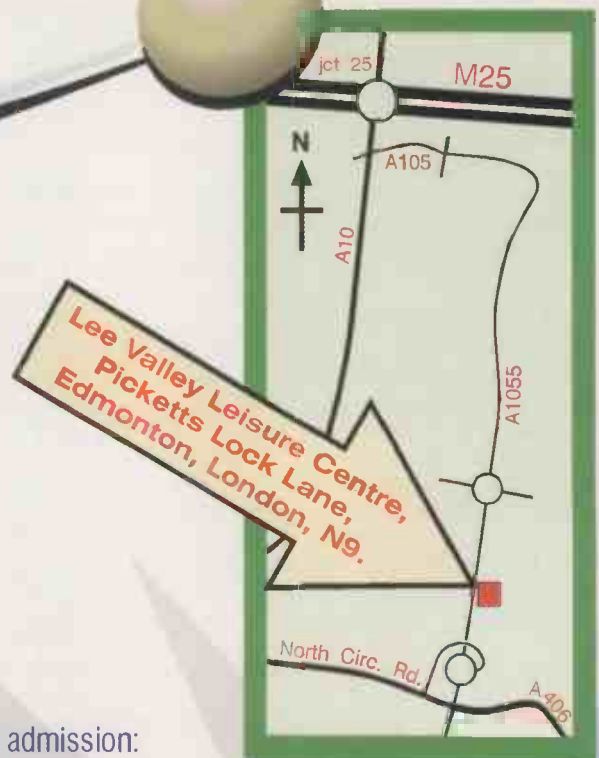 jct 25
M25
N
A105
A10
A1055
Lee Valley Leisure Centre,
Picketts Lock Lane,
Edmonton, London, N9.
North Circ. Rd.
A406
admission: